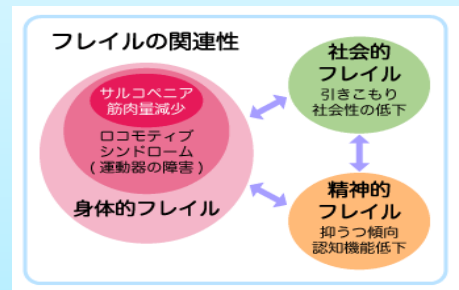 フレイルの関連性
サルコペニア
筋肉量減少
ロコモティブ
シンドローム
(運動器の障害)
身体的フレイル
社会的
フレイル
引きこもり
社会性の低下
精神的
フレイル
抑うつ傾向
認知機能低下